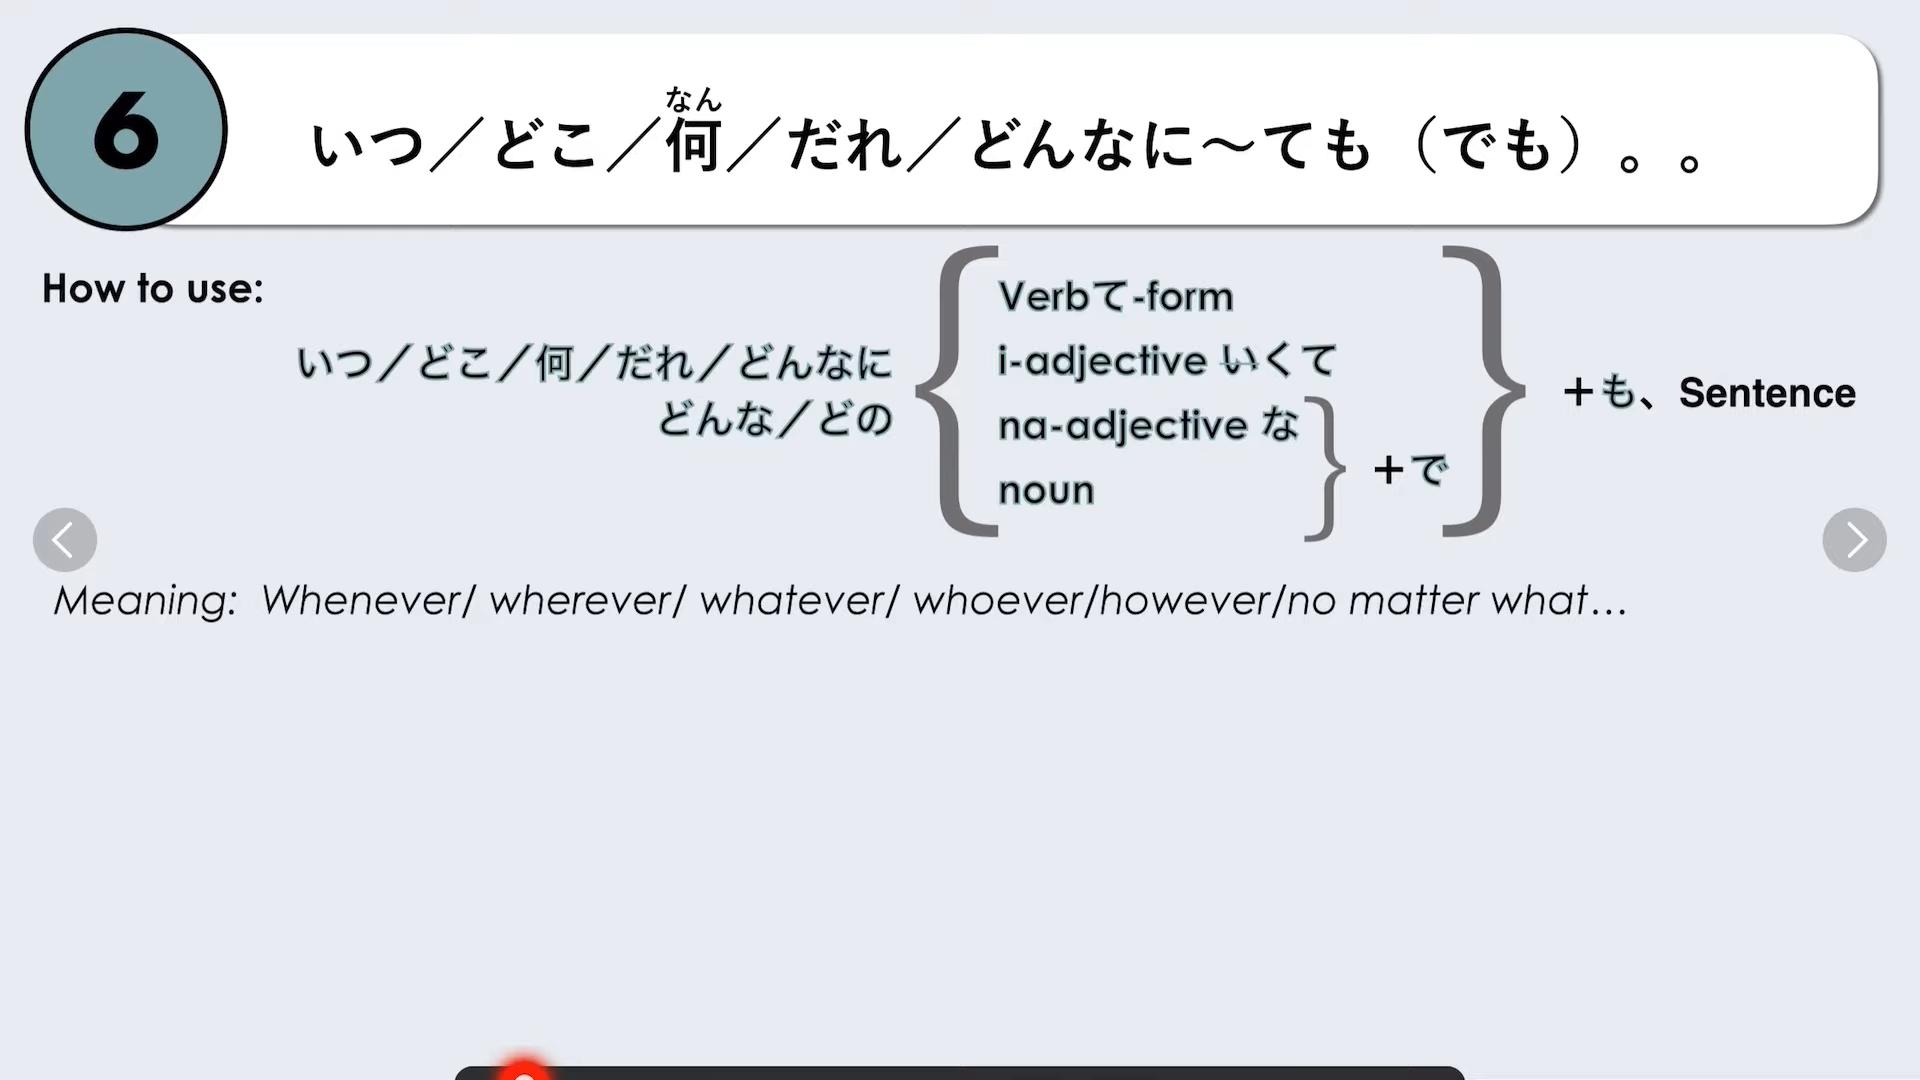 6
なん
いつ／どこ／何／だれ／どんなに〜ても（でも）。。
How to use:
いつ／どこ／何／だれ／どんなに
どんな／どの
Verbて-form
i-adjective いくて
na-adjective な
noun
＋で
＋も、Sentence
Meaning: Whenever/ wherever/ whatever/ whoever/however/no matter what…